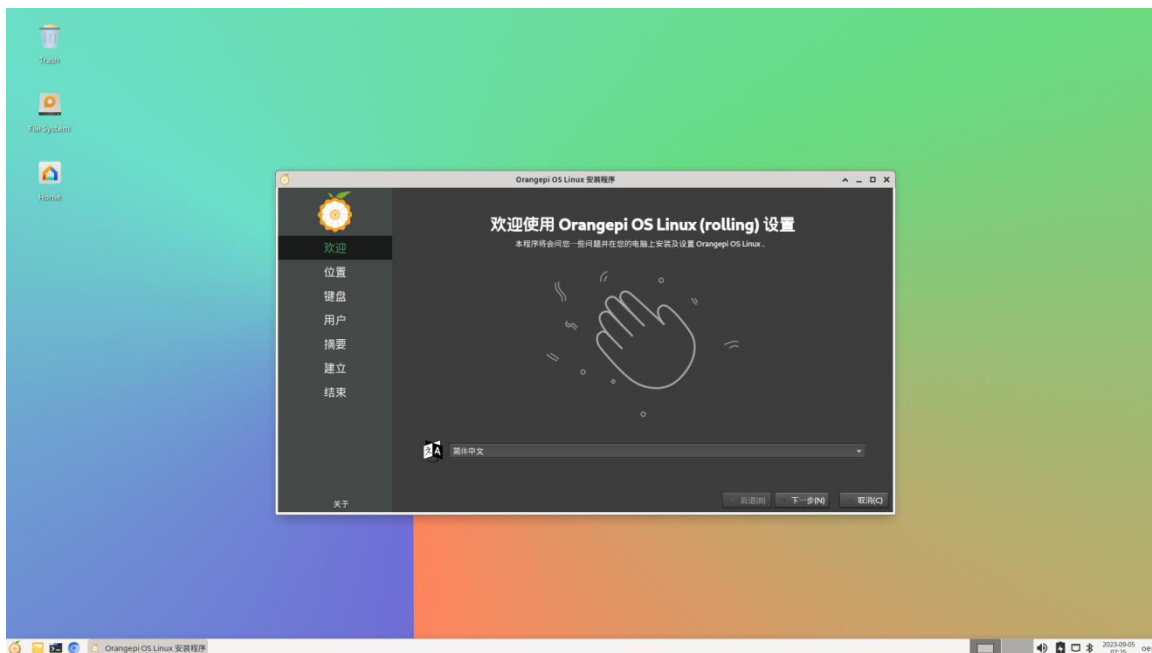 Trash
File System
Home
Orangepi OS Linux 安装程序
欢迎
位置
键盘
用户
摘要
建立
结束
关于
欢迎使用 Orangepi OS Linux (rolling) 设置
本程序将会问您一些问题并在您的电脑上安装及设置 Orangepi OS Linux 。
简体中文
后退(B)
下一步(N)
取消(C)
Orangepi OS Linux 安装程序
2023-09-05